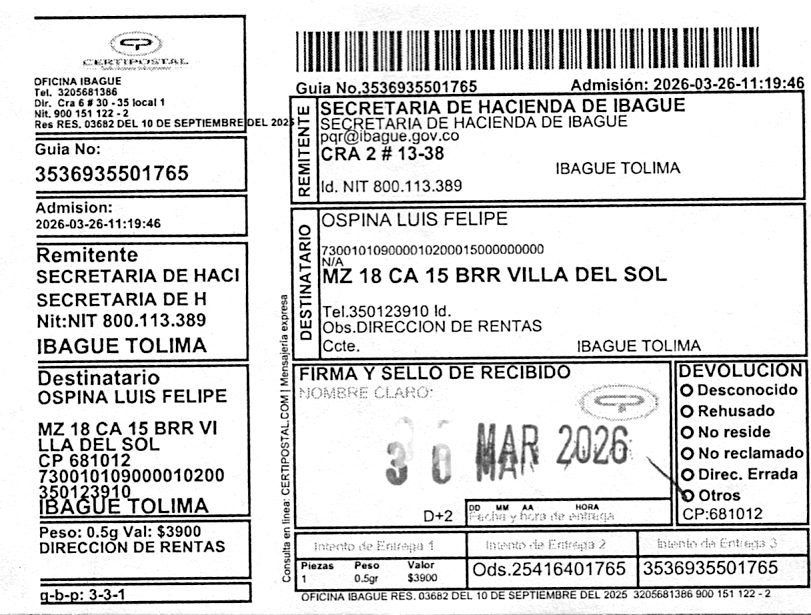 CERTIPOSTAL
OFICINA IBAGUE
Tel. 3205681386
Dir. Cra 6 # 30 - 35 local 1
Nit. 900 151 122 - 2
Res RES. 03682 DEL 10 DE SEPTIEMBRE DEL 2025
Guia No:
3536935501765
Admision:
2026-03-26-11:19:46
Remitente
SECRETARIA DE HACI
SECRETARIA DE H
Nit:NIT 800.113.389
IBAGUE TOLIMA
Destinatario
OSPINA LUIS FELIPE
MZ 18 CA 15 BRR VI
LLA DEL SOL
CP 681012
730010109000010200
350123910
IBAGUE TOLIMA
Peso: 0.5g Val: $3900
DIRECCIÓN DE RENTAS
g-b-p: 3-3-1
Consulta en linea: CERTIPOSTAL.COM | Mensajería expresa
Guia No.3536935501765 Admisión: 2026-03-26-11:19:46
REMITENTE
SECRETARIA DE HACIENDA DE IBAGUE
SECRETARIA DE HACIENDA DE IBAGUE
pqr@ibague.gov.co
CRA 2 # 13-38
IBAGUE TOLIMA
Id. NIT 800.113.389
DESTINATARIO
OSPINA LUIS FELIPE
730010109000010200015000000000
N/A
MZ 18 CA 15 BRR VILLA DEL SOL
Tel.350123910 Id.
Obs.DIRECCION DE RENTAS
Ccte. IBAGUE TOLIMA
FIRMA Y SELLO DE RECIBIDO
NOMBRE CLARO:
MAR 2026
D+2
DD MM AA HORA
Fecha y hora de entrega
DEVOLUCIÓN
Desconocido
Rehusado
No reside
No reclamado
Direc. Errada
Otros
CP:681012
Intento de Entrega 1 Intento de Entrega 2 Intento de Entrega 3
Piezas Peso Valor
1 0.5gr $3900
Ods.25416401765 3536935501765
OFICINA IBAGUE RES. 03682 DEL 10 DE SEPTIEMBRE DEL 2025 3205681386 900 151 122 - 2